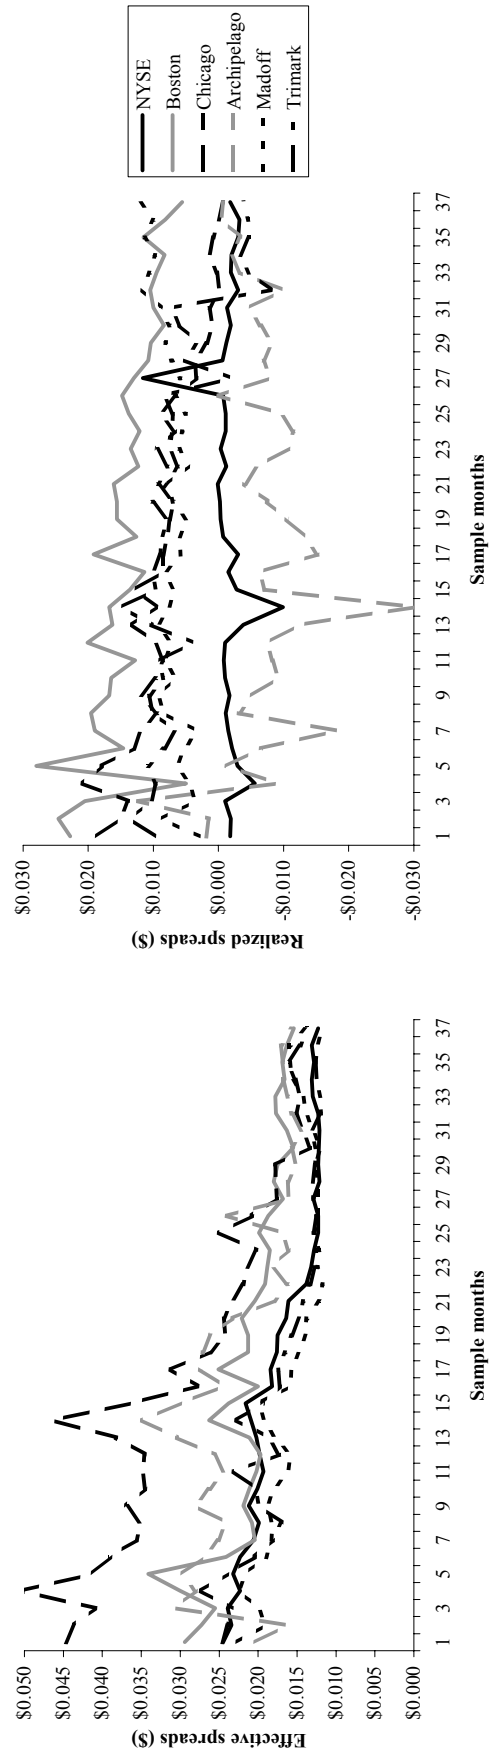 $0.050
$0.045
$0.040
$0.035
$0.030
$0.025
$0.020
$0.015
$0.010
$0.005
$0.000
Effective spreads ($)
1 3 5 7 9 11 13 15 17 19 21 23 25 27 29 31 33 35 37
Sample months
$0.030
$0.020
$0.010
$0.000
-$0.010
-$0.020
-$0.030
Realized spreads ($)
1 3 5 7 9 11 13 15 17 19 21 23 25 27 29 31 33 35 37
Sample months
NYSE
Boston
Chicago
Archipelago
Madoff
Trimark